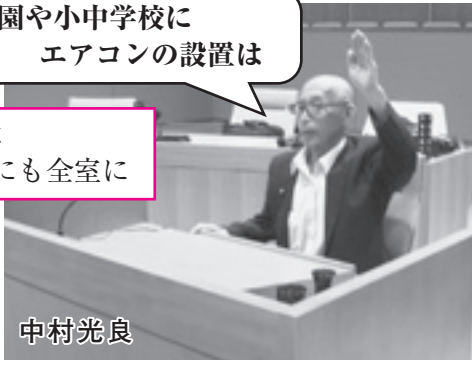 園や小中学校に
エアコンの設置は
にも全室に
中村光良